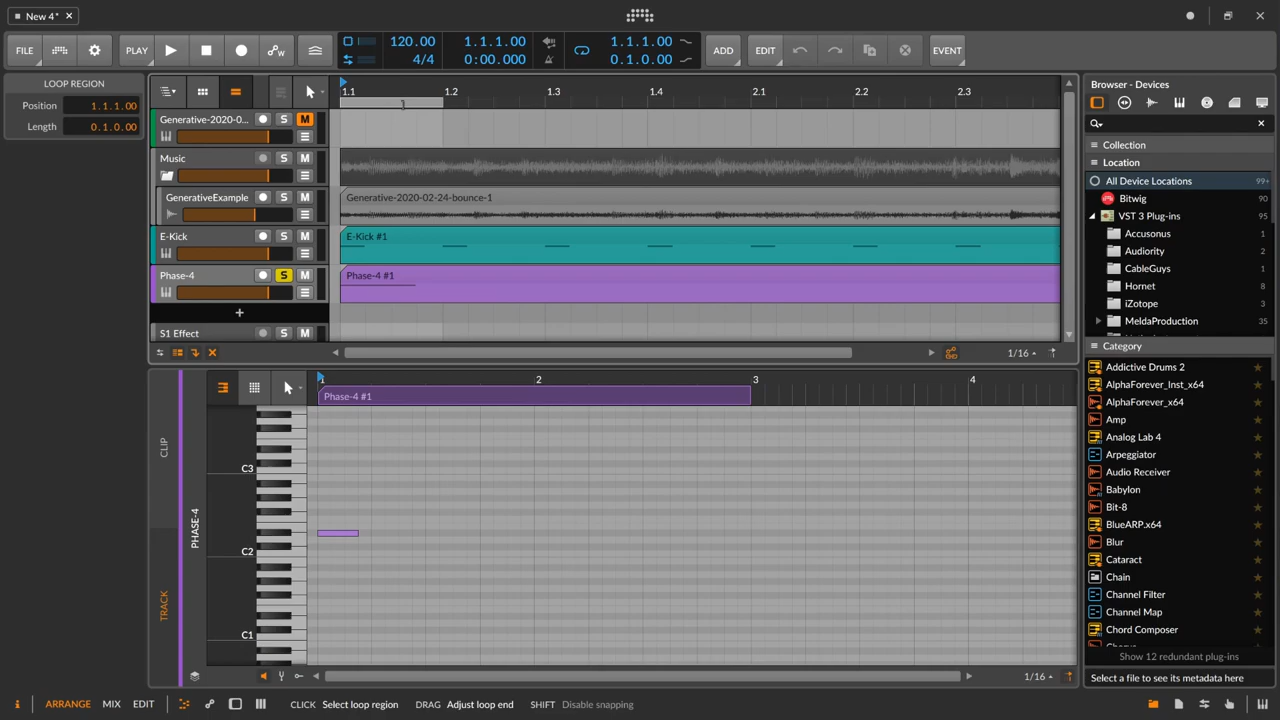 New 4*
FILE
PLAY
120.00
4/4
1.1.1.00
0:00.000
1.1.1.00
0.1.0.00
ADD
EDIT
EVENT
LOOP REGION
Position 1.1.1.00
Length 0.1.0.00
1.1 1.2 1.3 1.4 2.1 2.2 2.3
Generative-2020-0... S M
Music S M
GenerativeExample S M
Generative-2020-02-24-bounce-1
E-Kick S M
E-Kick #1
Phase-4 S M
Phase-4 #1
+
S1 Effect S M
1/16
CLIP
TRACK
PHASE-4
1 2 3 4
Phase-4 #1
C3
C2
C1
1/16
Browser - Devices
Collection
Location
All Device Locations 99+
Bitwig 90
VST 3 Plug-ins 95
Accusonus 1
Audiority 2
CableGuys 1
Hornet 8
iZotope 3
MeldaProduction 35
Category
Addictive Drums 2
AlphaForever_Inst_x64
AlphaForever_x64
Amp
Analog Lab 4
Arpeggiator
Audio Receiver
Babylon
Bit-8
BlueARP.x64
Blur
Cataract
Chain
Channel Filter
Channel Map
Chord Composer
Show 12 redundant plug-ins
Select a file to see its metadata here
i ARRANGE MIX EDIT
CLICK Select loop region DRAG Adjust loop end SHIFT Disable snapping